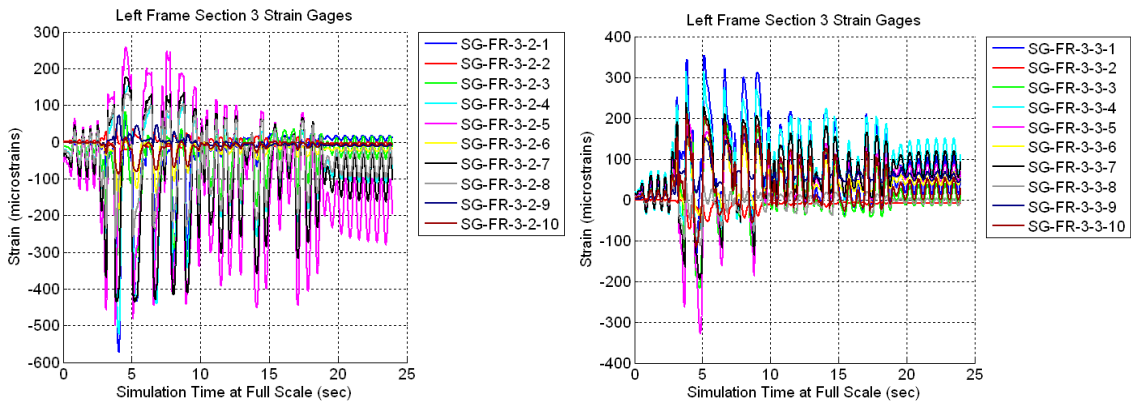 Left Frame Section 3 Strain Gages
300
200
100
0
-100
-200
-300
-400
-500
-600
0
5
10
15
20
25
Strain (microstrains)
Simulation Time at Full Scale (sec)
SG-FR-3-2-1
SG-FR-3-2-2
SG-FR-3-2-3
SG-FR-3-2-4
SG-FR-3-2-5
SG-FR-3-2-6
SG-FR-3-2-7
SG-FR-3-2-8
SG-FR-3-2-9
SG-FR-3-2-10
Left Frame Section 3 Strain Gages
400
300
200
100
0
-100
-200
-300
-400
0
5
10
15
20
25
Strain (microstrains)
Simulation Time at Full Scale (sec)
SG-FR-3-3-1
SG-FR-3-3-2
SG-FR-3-3-3
SG-FR-3-3-4
SG-FR-3-3-5
SG-FR-3-3-6
SG-FR-3-3-7
SG-FR-3-3-8
SG-FR-3-3-9
SG-FR-3-3-10